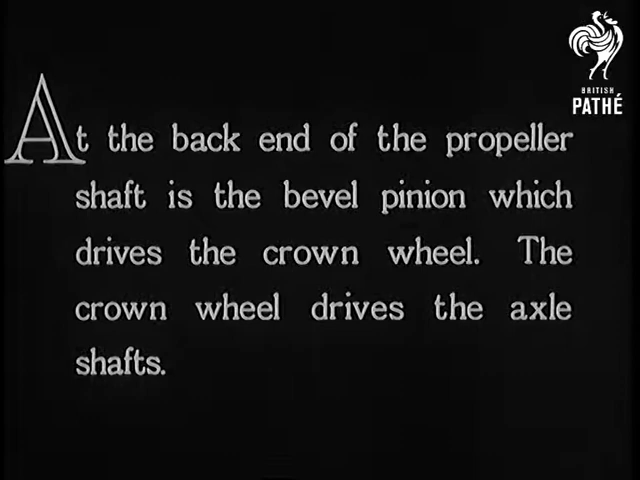 BRITISH
PATHÉ
At the back end of the propeller
shaft is the bevel pinion which
drives the crown wheel. The
crown wheel drives the axle
shafts.